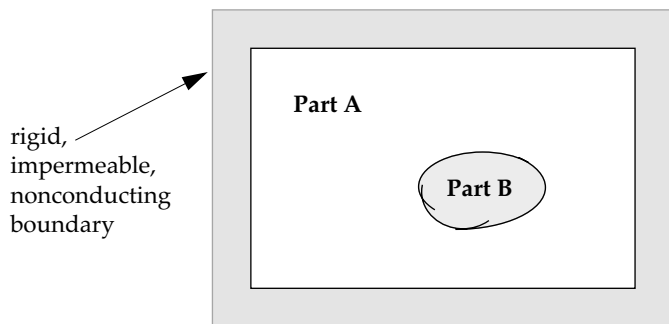 Part A
rigid,
impermeable,
nonconducting
boundary
Part B